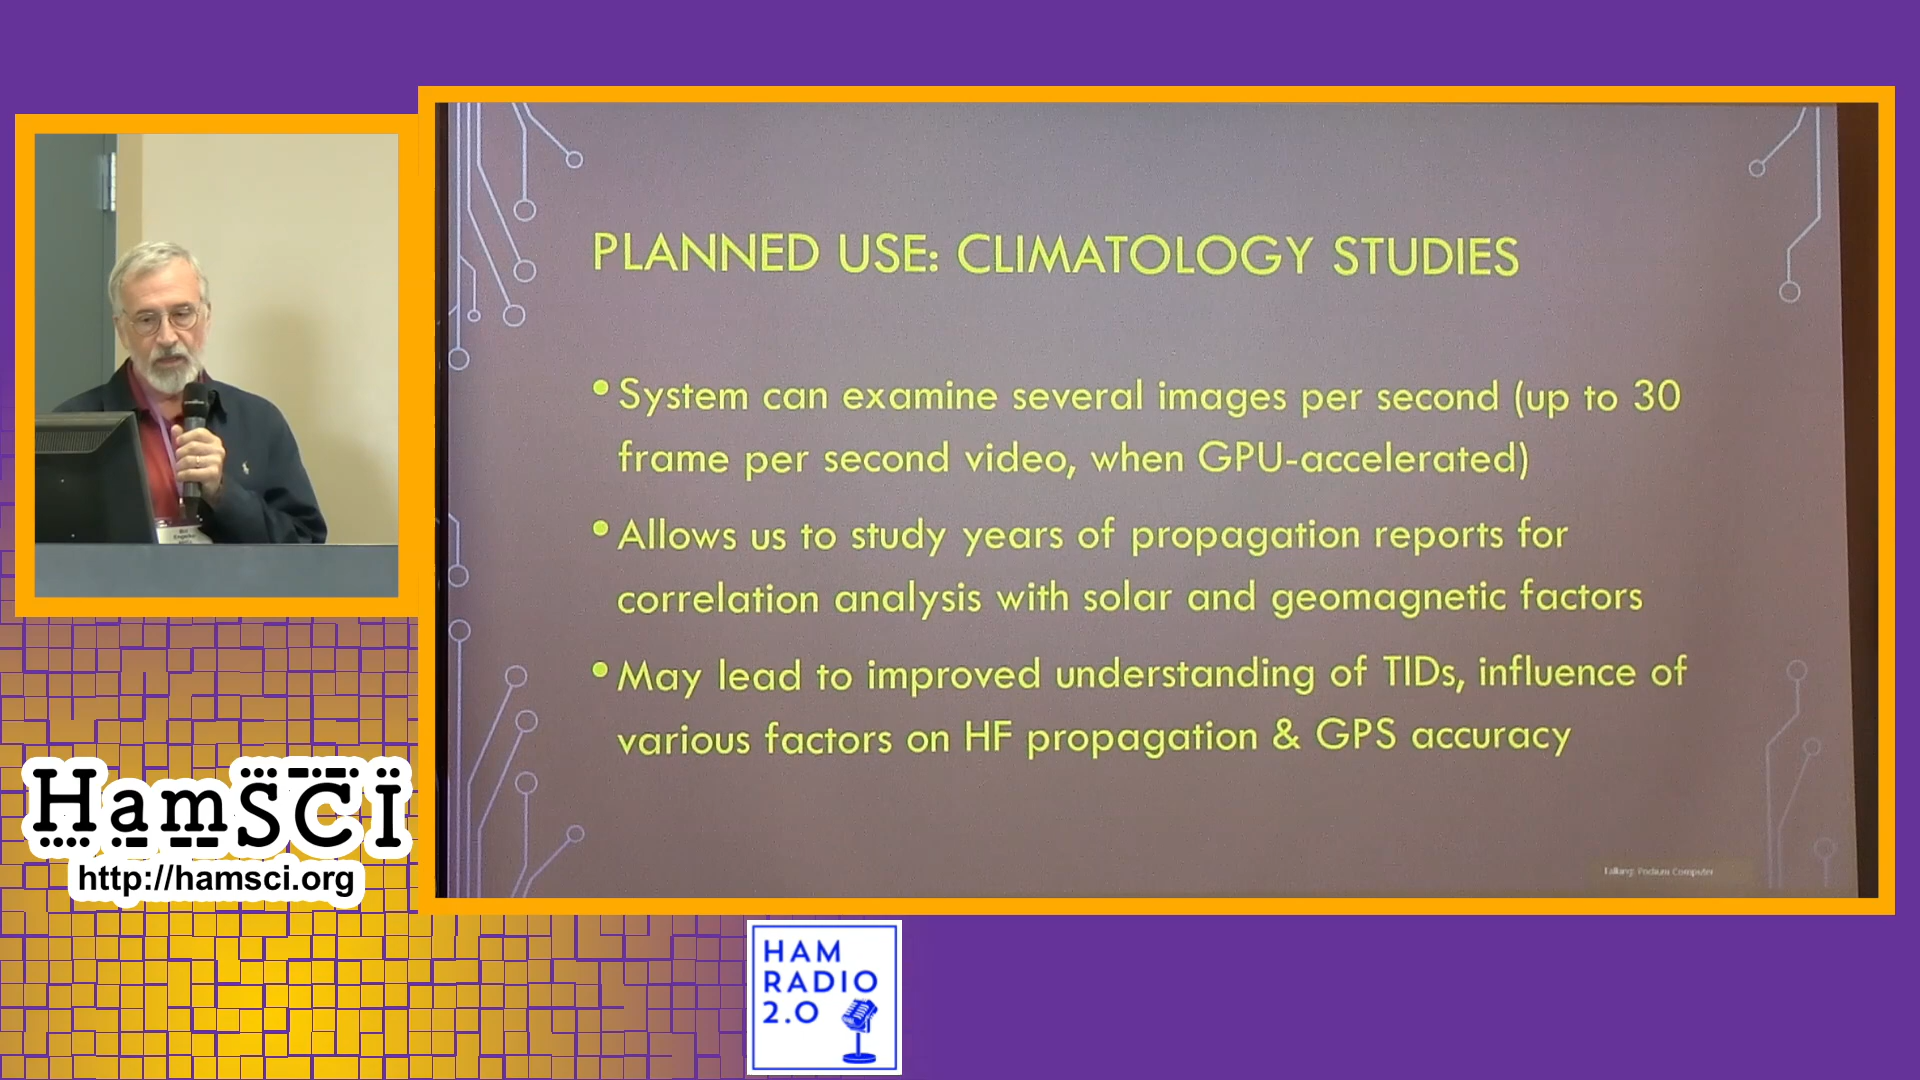 PLANNED USE: CLIMATOLOGY STUDIES
• System can examine several images per second (up to 30
frame per second video, when GPU-accelerated)
• Allows us to study years of propagation reports for
correlation analysis with solar and geomagnetic factors
• May lead to improved understanding of TIDs, influence of
various factors on HF propagation & GPS accuracy
Podium Computer
HamSCI
http://hamsci.org
HAM
RADIO
2.0